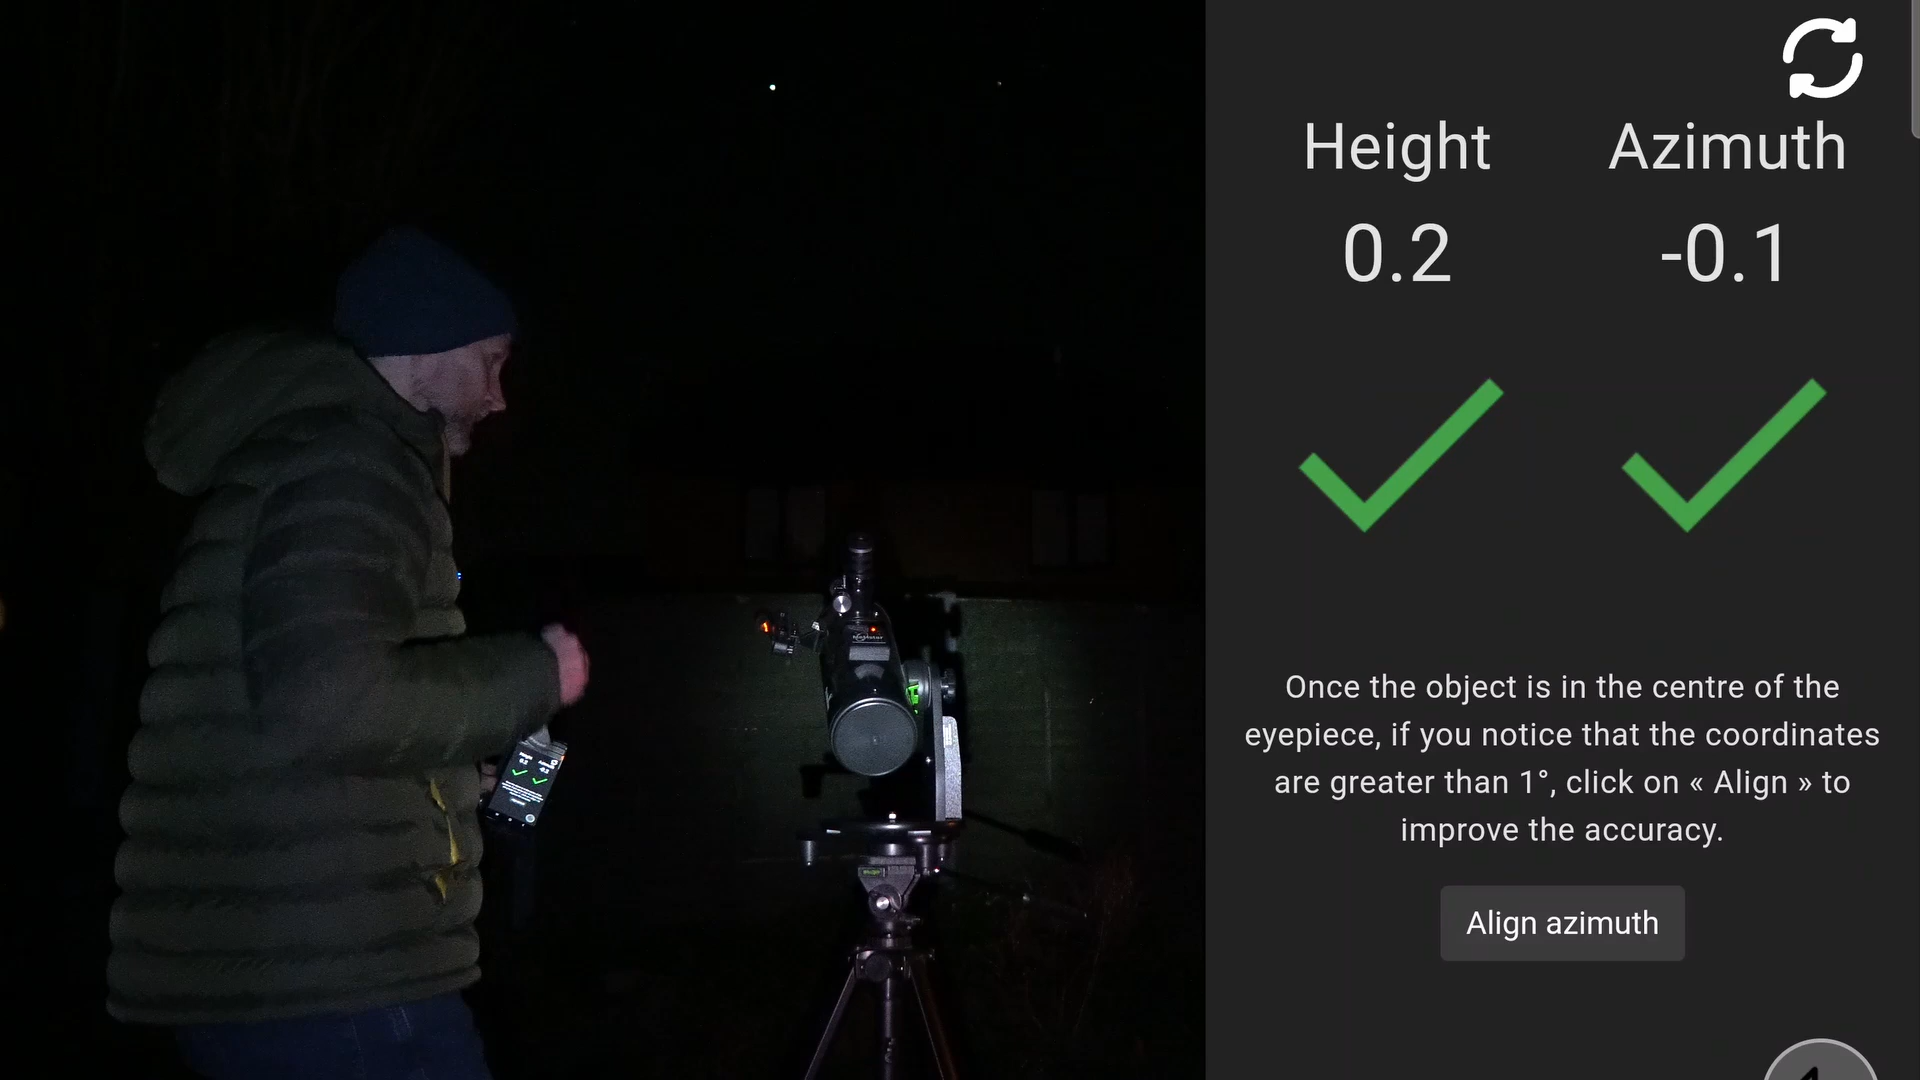 Height Azimuth
0.2 -0.1
Once the object is in the centre of the
eyepiece, if you notice that the coordinates
are greater than 1°, click on « Align » to
improve the accuracy.
Align azimuth